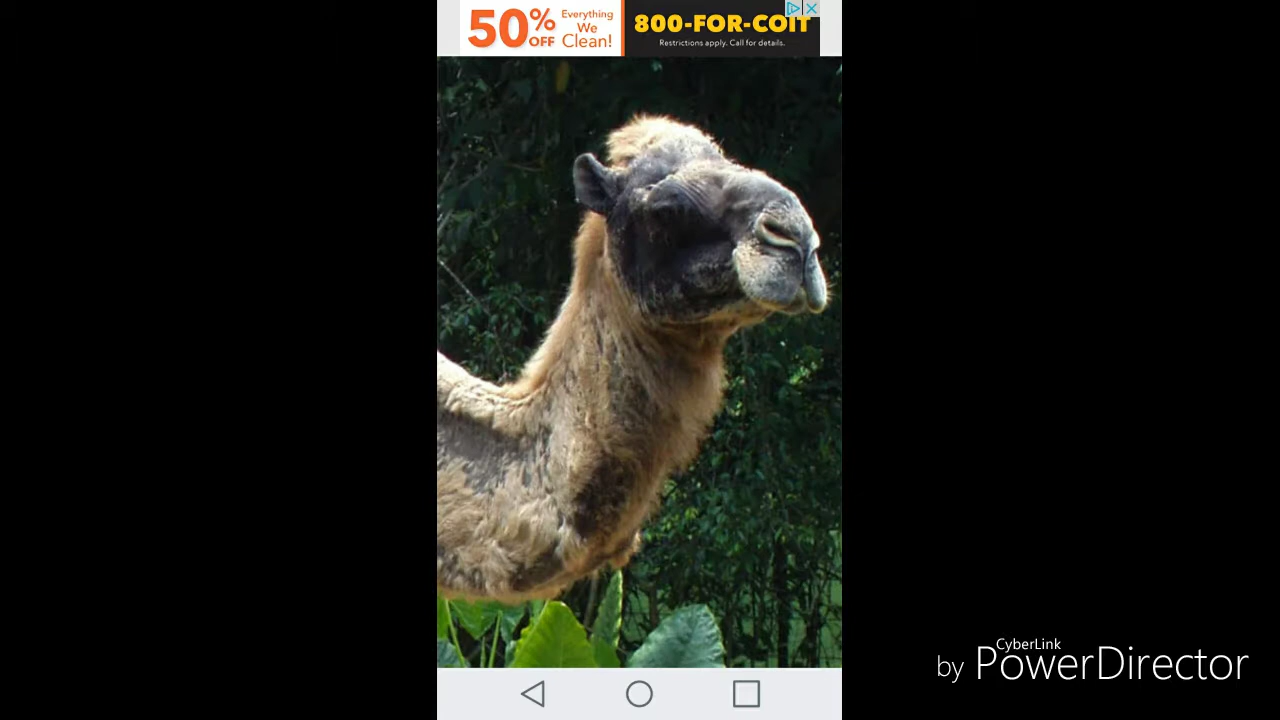 50% OFF
Everything
We
Clean!
800-FOR-COIT
Restrictions apply. Call for details.
CyberLink
by PowerDirector